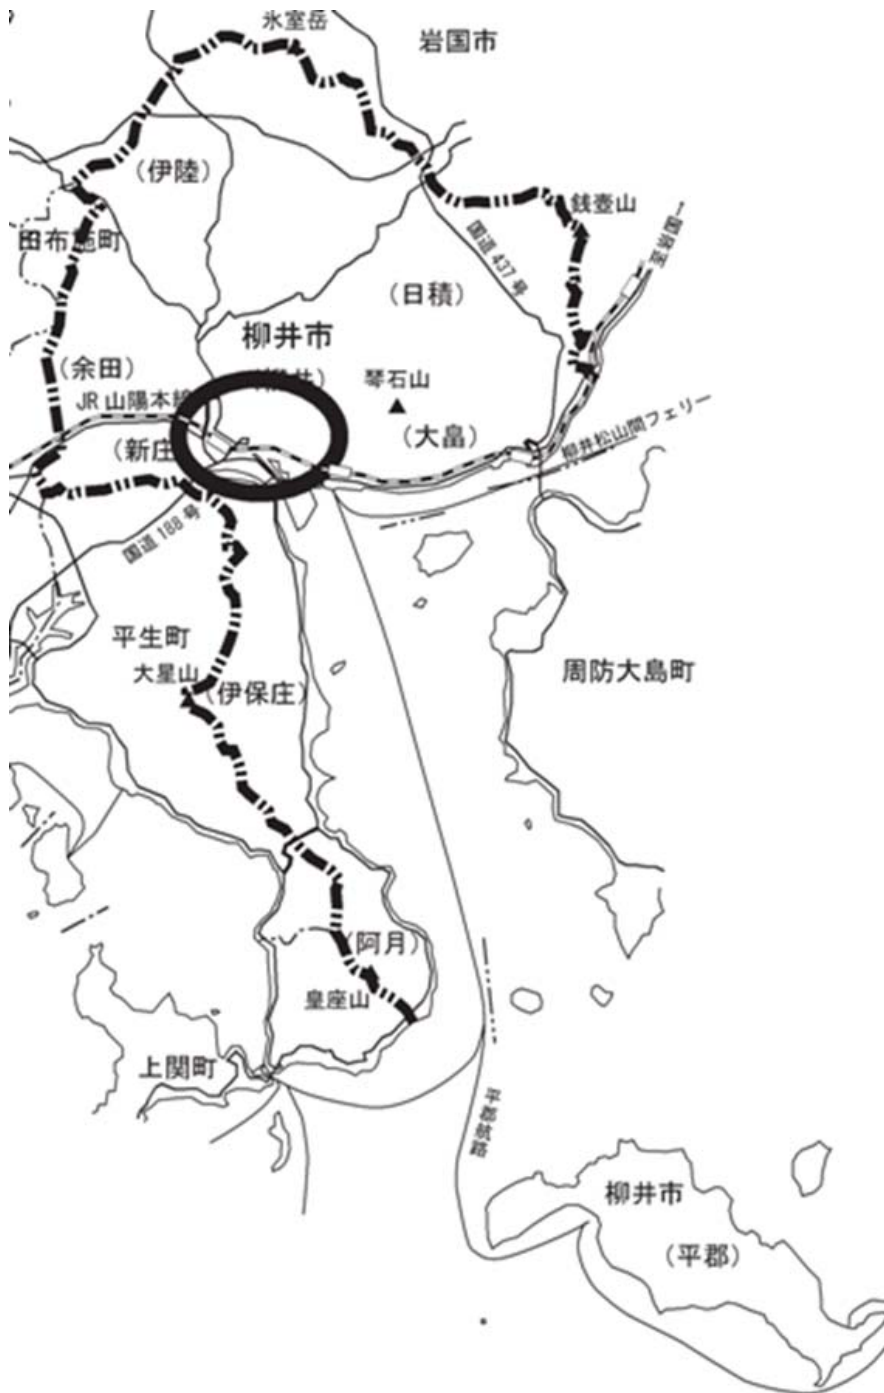 氷室岳
岩国市
(伊陸)
銭壺山
至岩国→
田布施町
国道437号
(日積)
柳井市
(余田)
(柳井)
琴石山
JR山陽本線
柳井松山間フェリー
(大畠)
(新庄)
国道188号
平生町
大星山
(伊保庄)
周防大島町
(阿月)
皇座山
上関町
平郡航路
柳井市
(平郡)